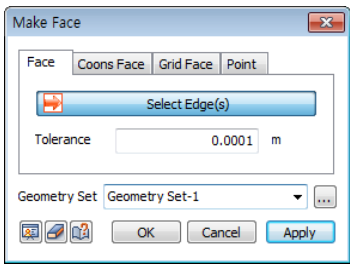 Make Face
Face Coons Face Grid Face Point
Select Edge(s)
Tolerance 0.0001 m
Geometry Set Geometry Set-1 ...
OK Cancel Apply